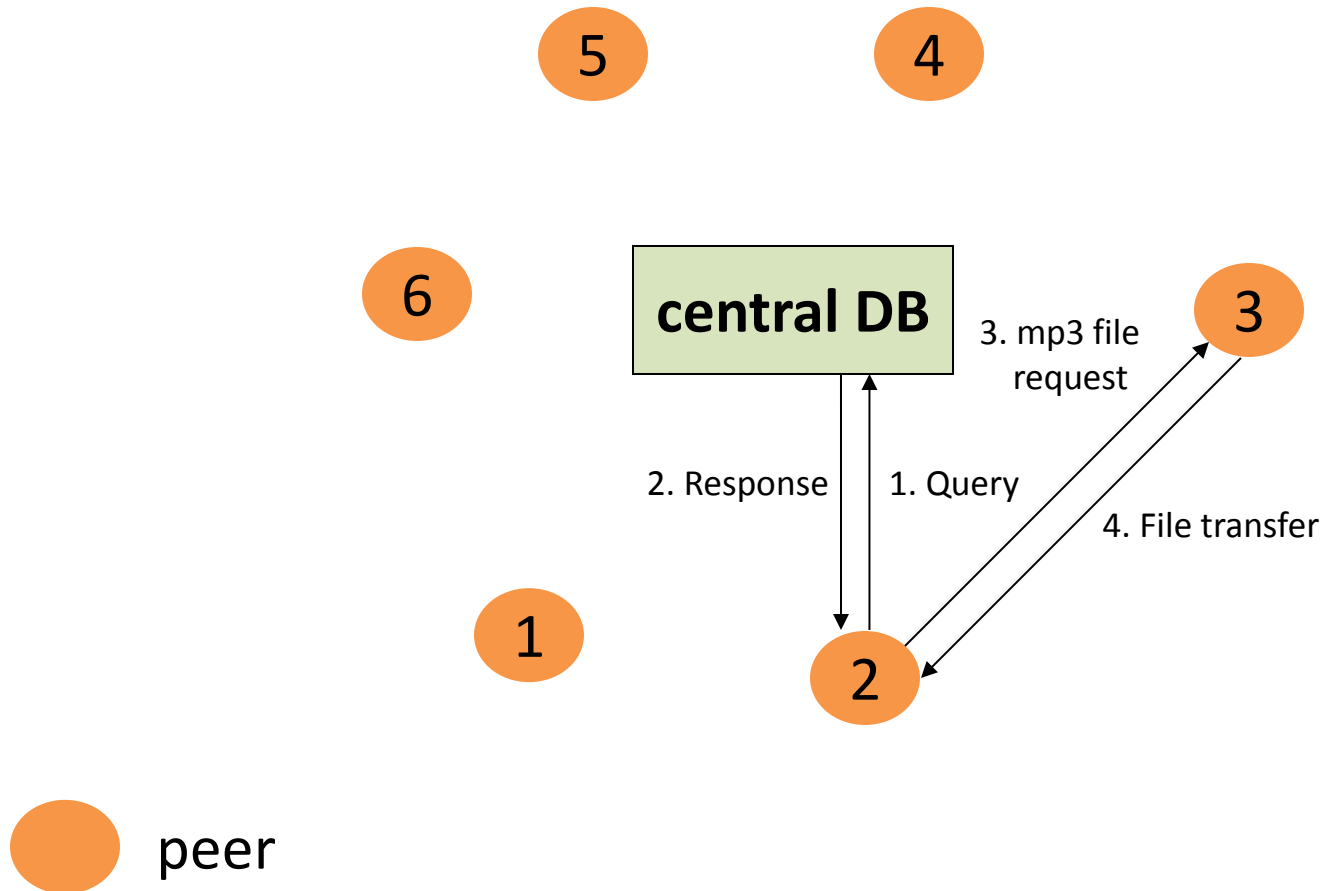 5
4
6
central DB
3
3. mp3 file
request
2. Response
1. Query
4. File transfer
1
2
peer